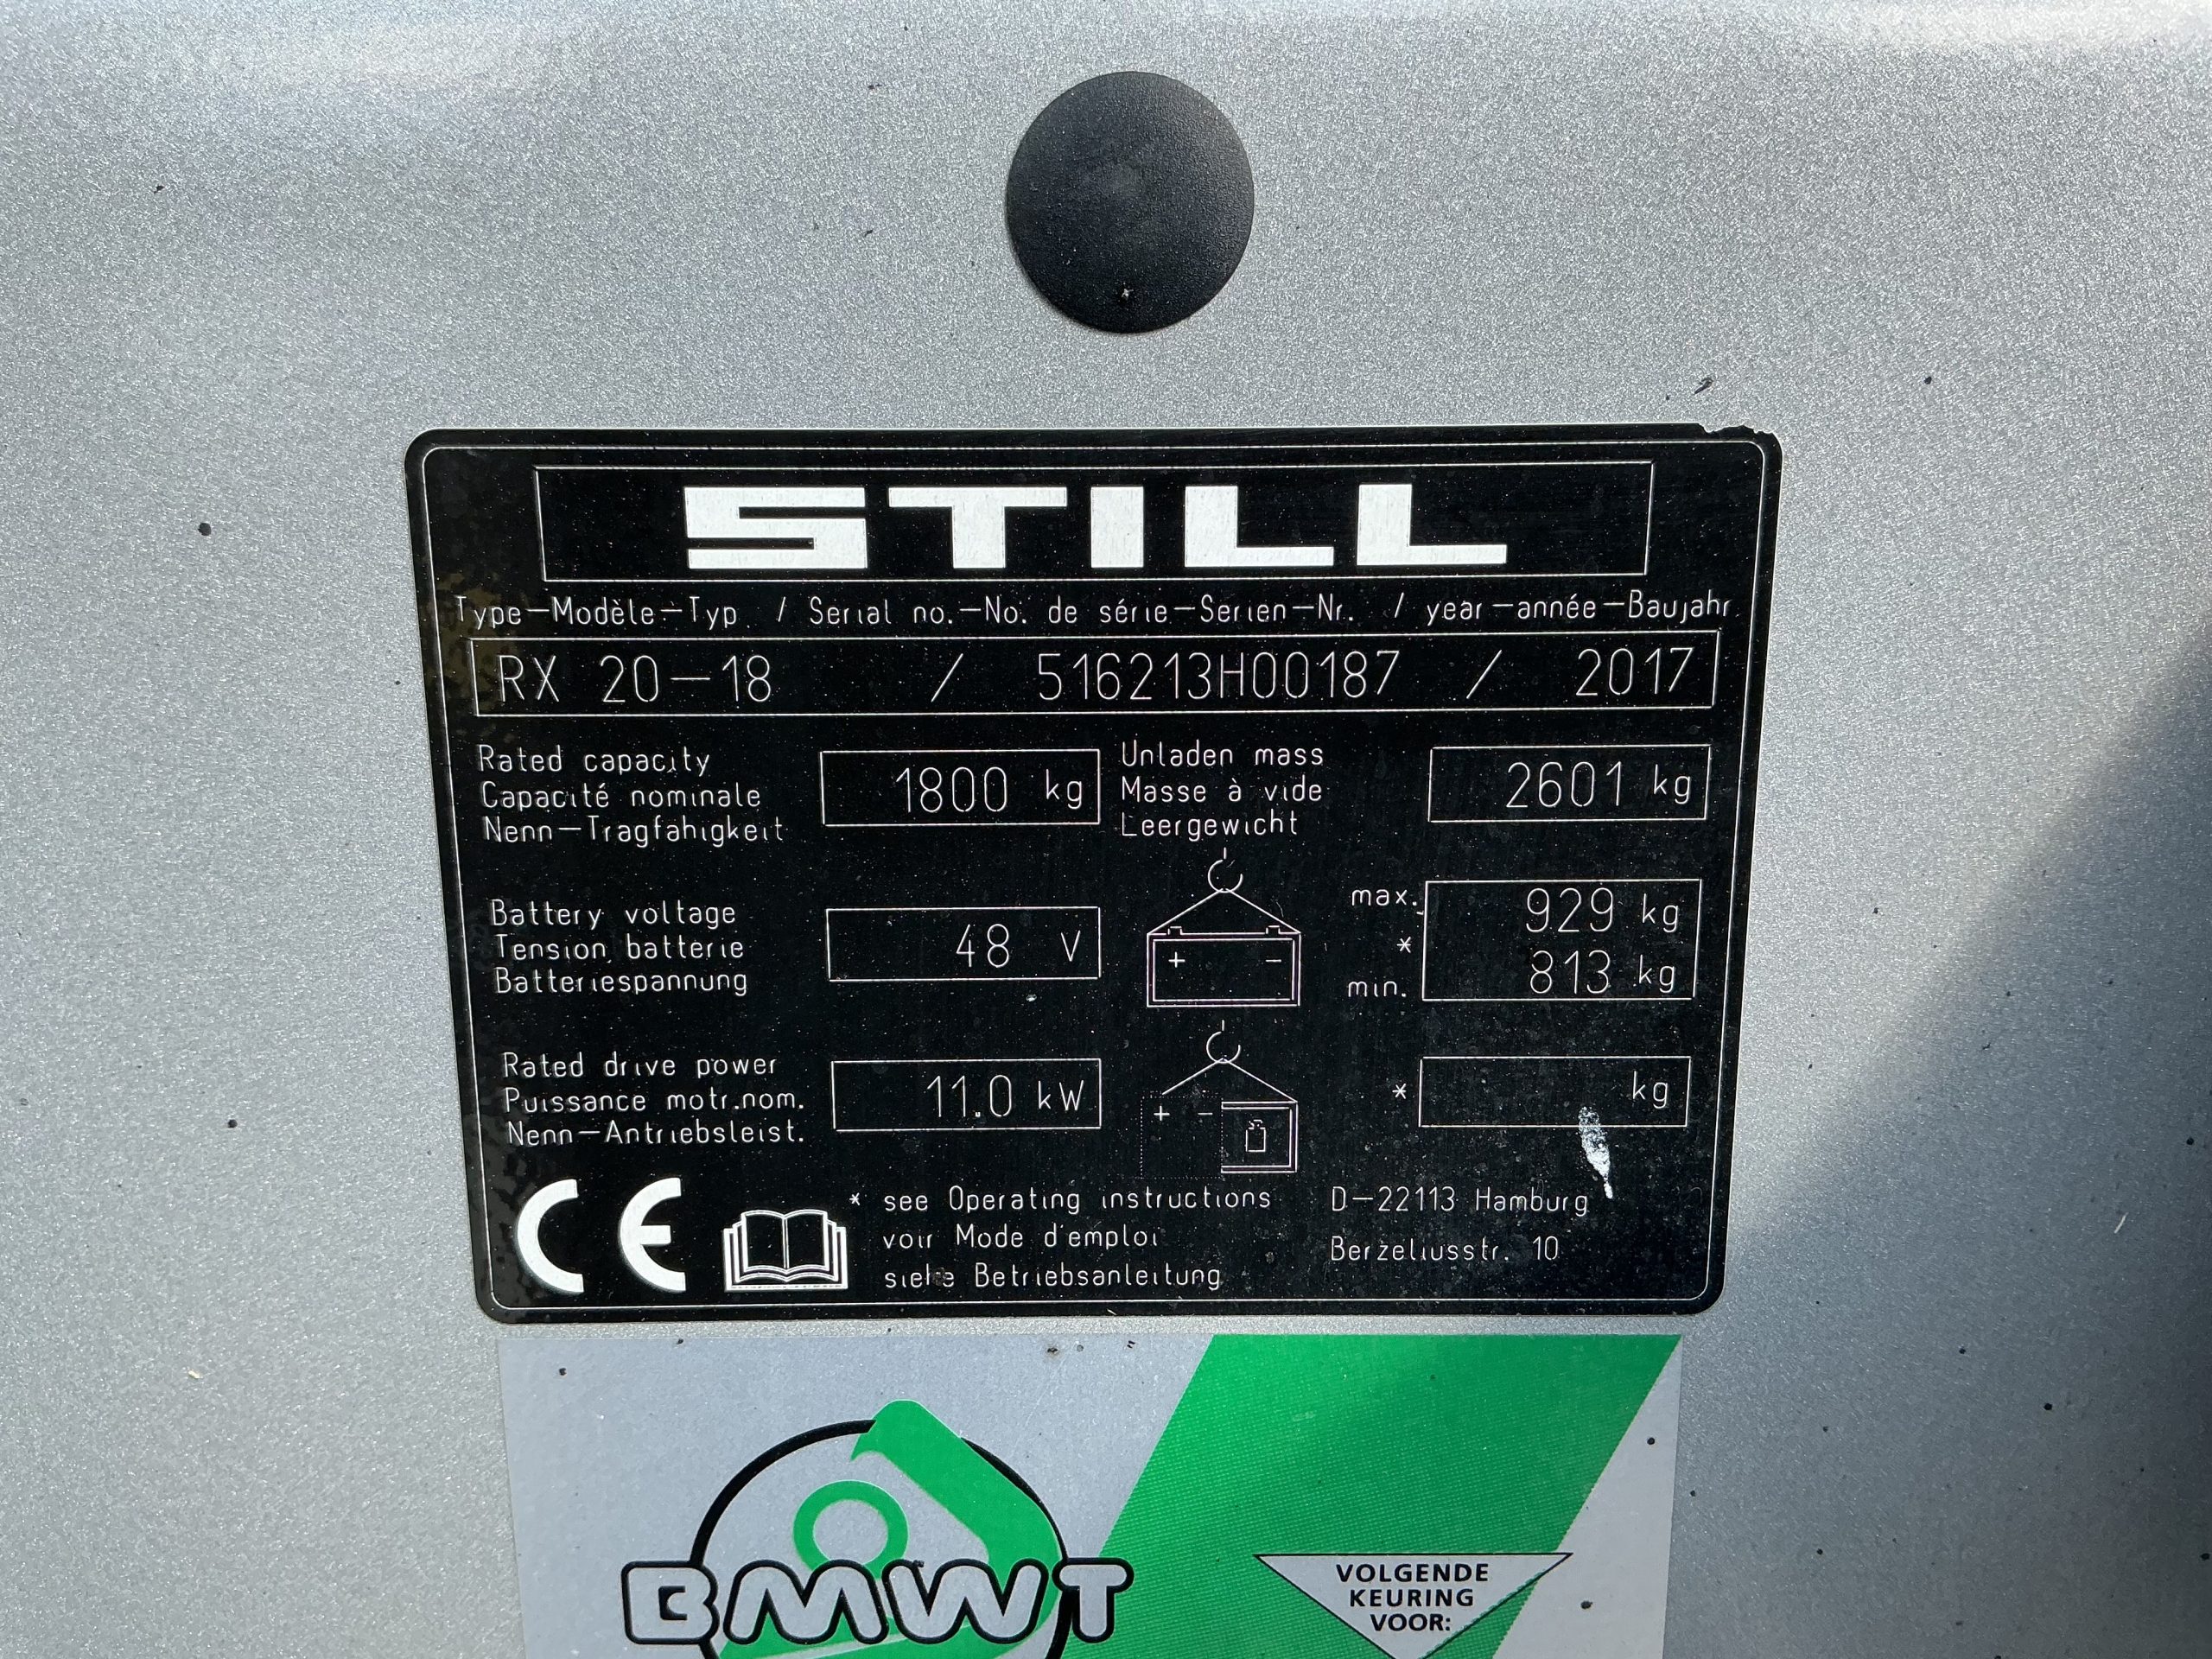 STILL
Type-Modèle-Typ. / Serial no.-No. de série-Serien-Nr. / year-année-Baujahr
RX 20-18 / 516213H00187 / 2017
Rated capacity
Capacité nominale
Nenn-Tragfähigkeit
1800 kg
Unladen mass
Masse à vide
Leergewicht
2601 kg
Battery voltage
Tension batterie
Batteriespannung
48 V
+ -
max. 929 kg
*
min. 813 kg
Rated drive power
Puissance motr.nom.
Nenn-Antriebsleist.
11.0 kW
+ -
* kg
CE
* see Operating instructions
voir Mode d'emploi
siehe Betriebsanleitung
D-22113 Hamburg
Berzeliusstr. 10
BMWT
VOLGENDE
KEURING
VOOR: